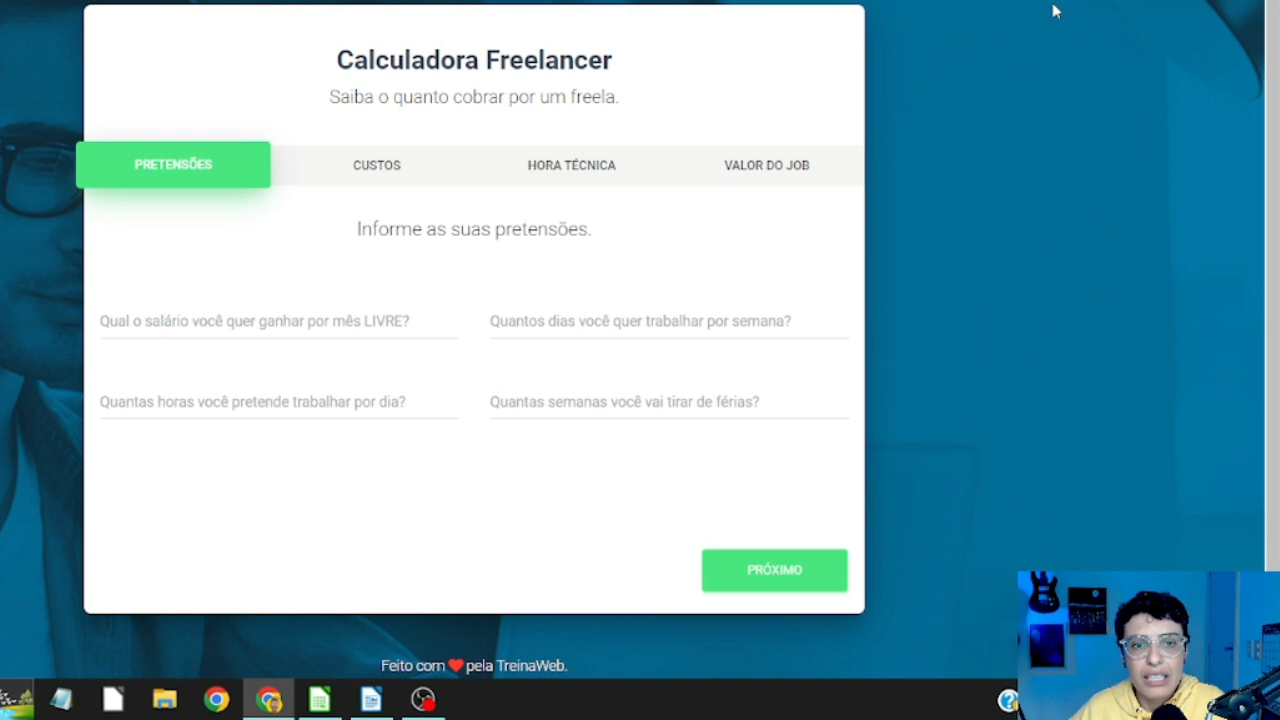 Calculadora Freelancer
Saiba o quanto cobrar por um freela.
PRETENSÕES CUSTOS HORA TÉCNICA VALOR DO JOB
Informe as suas pretensões.
Qual o salário você quer ganhar por mês LIVRE? Quantos dias você quer trabalhar por semana?
Quantas horas você pretende trabalhar por dia? Quantas semanas você vai tirar de férias?
PRÓXIMO
Feito com ❤ pela TreinaWeb.